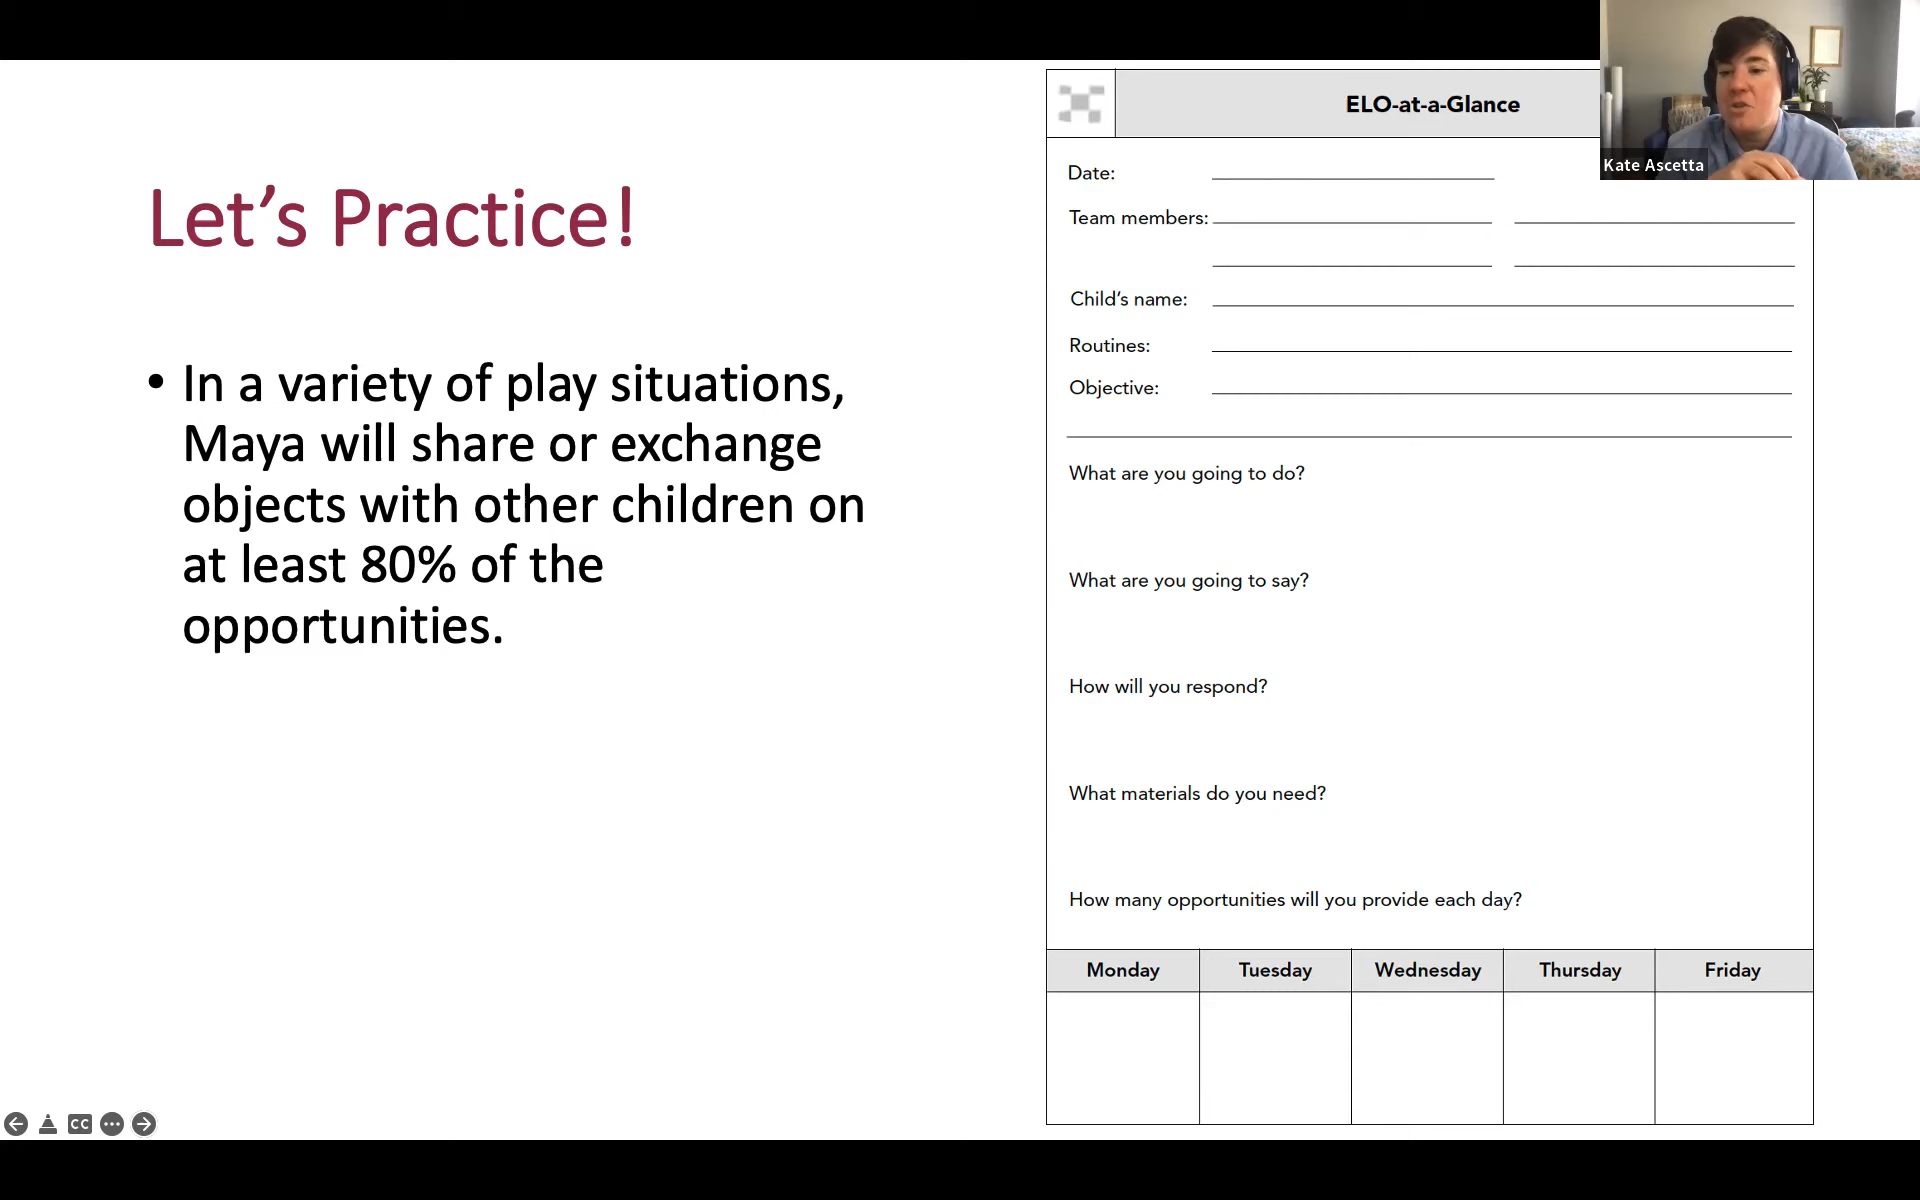 Let’s Practice!
• In a variety of play situations,
Maya will share or exchange
objects with other children on
at least 80% of the
opportunities.
ELO-at-a-Glance
Date:
Team members:
Child’s name:
Routines:
Objective:
What are you going to do?
What are you going to say?
How will you respond?
What materials do you need?
How many opportunities will you provide each day?
Monday Tuesday Wednesday Thursday Friday
Kate Ascetta
CC